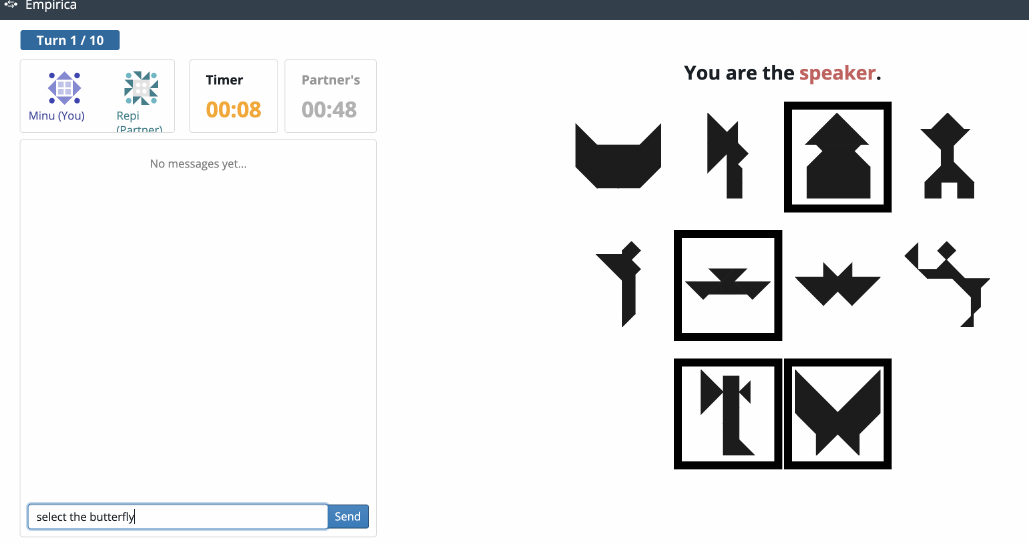 Empirica
Turn 1 / 10
Minu (You)
Repi
(Partner)
Timer
00:08
Partner's
00:48
You are the speaker.
No messages yet...
select the butterfly
Send